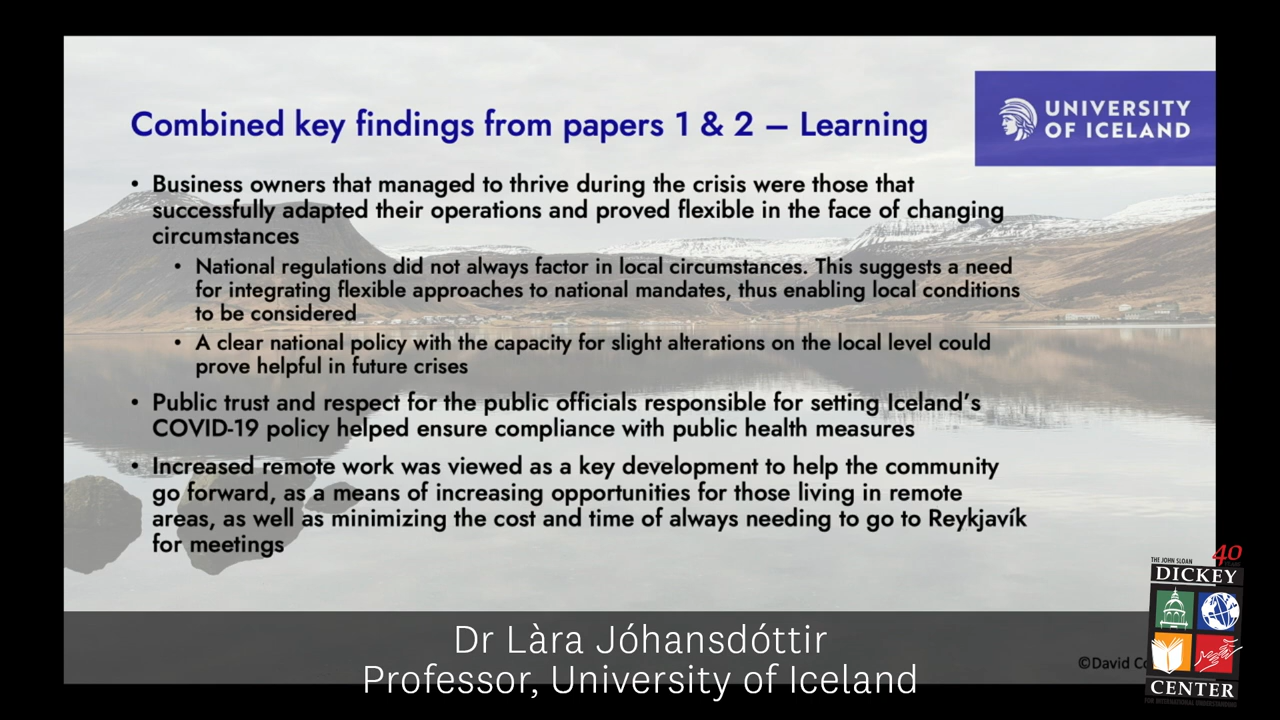 Combined key findings from papers 1 & 2 – Learning
UNIVERSITY
OF ICELAND
• Business owners that managed to thrive during the crisis were those that
successfully adapted their operations and proved flexible in the face of changing
circumstances
• National regulations did not always factor in local circumstances. This suggests a need
for integrating flexible approaches to national mandates, thus enabling local conditions
to be considered
• A clear national policy with the capacity for slight alterations on the local level could
prove helpful in future crises
• Public trust and respect for the public officials responsible for setting Iceland’s
COVID-19 policy helped ensure compliance with public health measures
• Increased remote work was viewed as a key development to help the community
go forward, as a means of increasing opportunities for those living in remote
areas, as well as minimizing the cost and time of always needing to go to Reykjavík
for meetings
Dr Làra Jóhansdóttir
Professor, University of Iceland
©David
40
THE JOHN SLOAN
DICKEY
CENTER
FOR INTERNATIONAL UNDERSTANDING